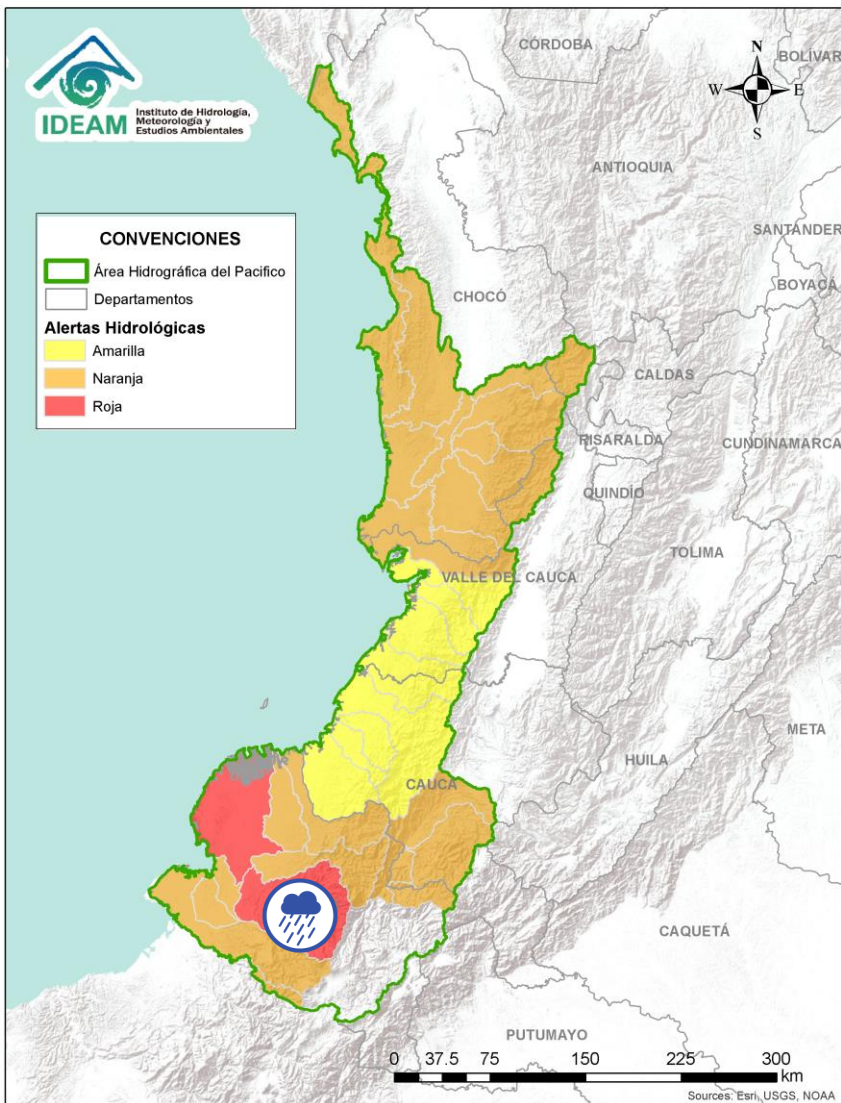 IDEAM
Instituto de Hidrología,
Meteorología y
Estudios Ambientales
CÓRDOBA
BOLÍVAR
N
W
E
S
ANTIOQUIA
SANTANDER
BOYACÁ
CONVENCIONES
Área Hidrográfica del Pacifico
Departamentos
Alertas Hidrológicas
Amarilla
Naranja
Roja
CHOCÓ
CALDAS
RISARALDA
CUNDINAMARCA
QUINDÍO
TOLIMA
VALLE DEL CAUCA
META
HUILA
CAUCA
CAQUETÁ
PUTUMAYO
0 37.5 75 150 225 300
km
Sources: Esri, USGS, NOAA